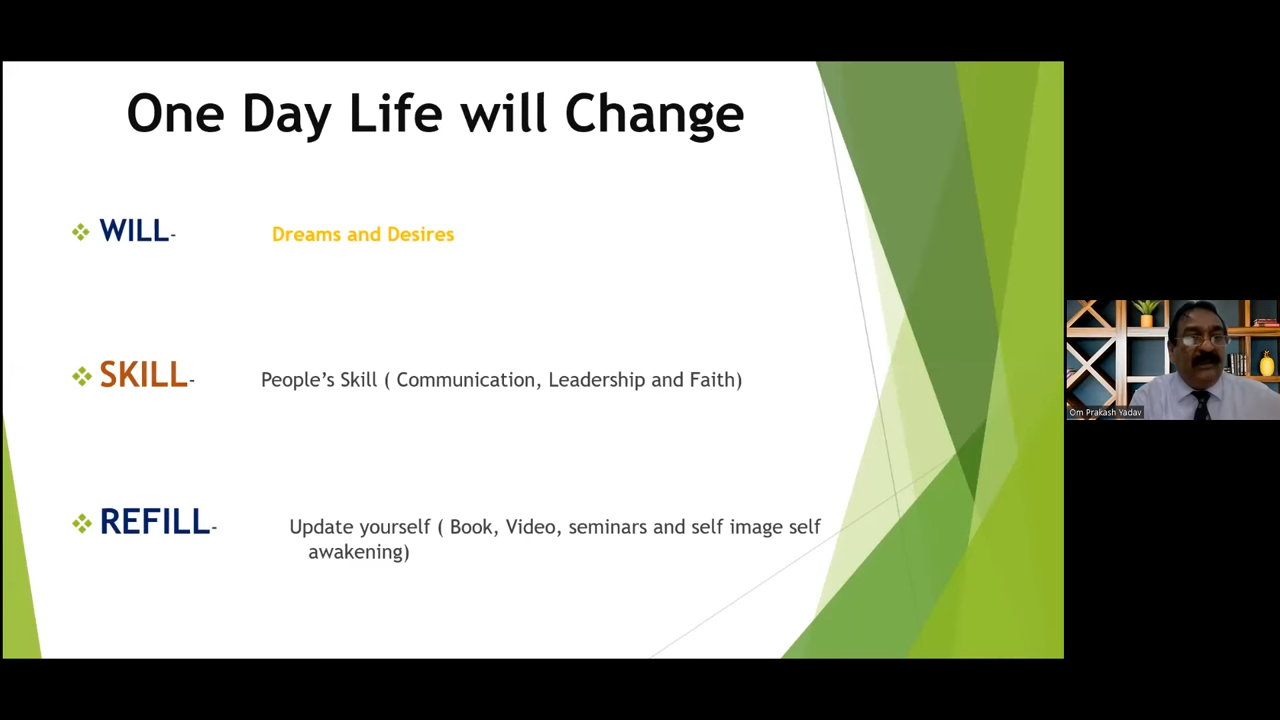 One Day Life will Change
WILL- Dreams and Desires
SKILL- People's Skill ( Communication, Leadership and Faith)
REFILL- Update yourself ( Book, Video, seminars and self image self
awakening)
Om Prakash Yadav